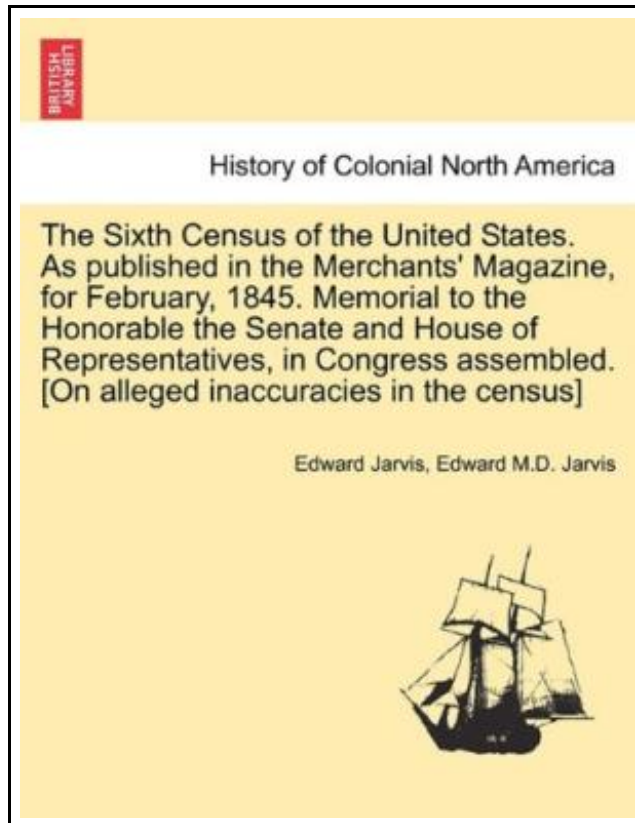 BRITISH
LIBRARY
History of Colonial North America
The Sixth Census of the United States.
As published in the Merchants' Magazine,
for February, 1845. Memorial to the
Honorable the Senate and House of
Representatives, in Congress assembled.
[On alleged inaccuracies in the census]
Edward Jarvis, Edward M.D. Jarvis